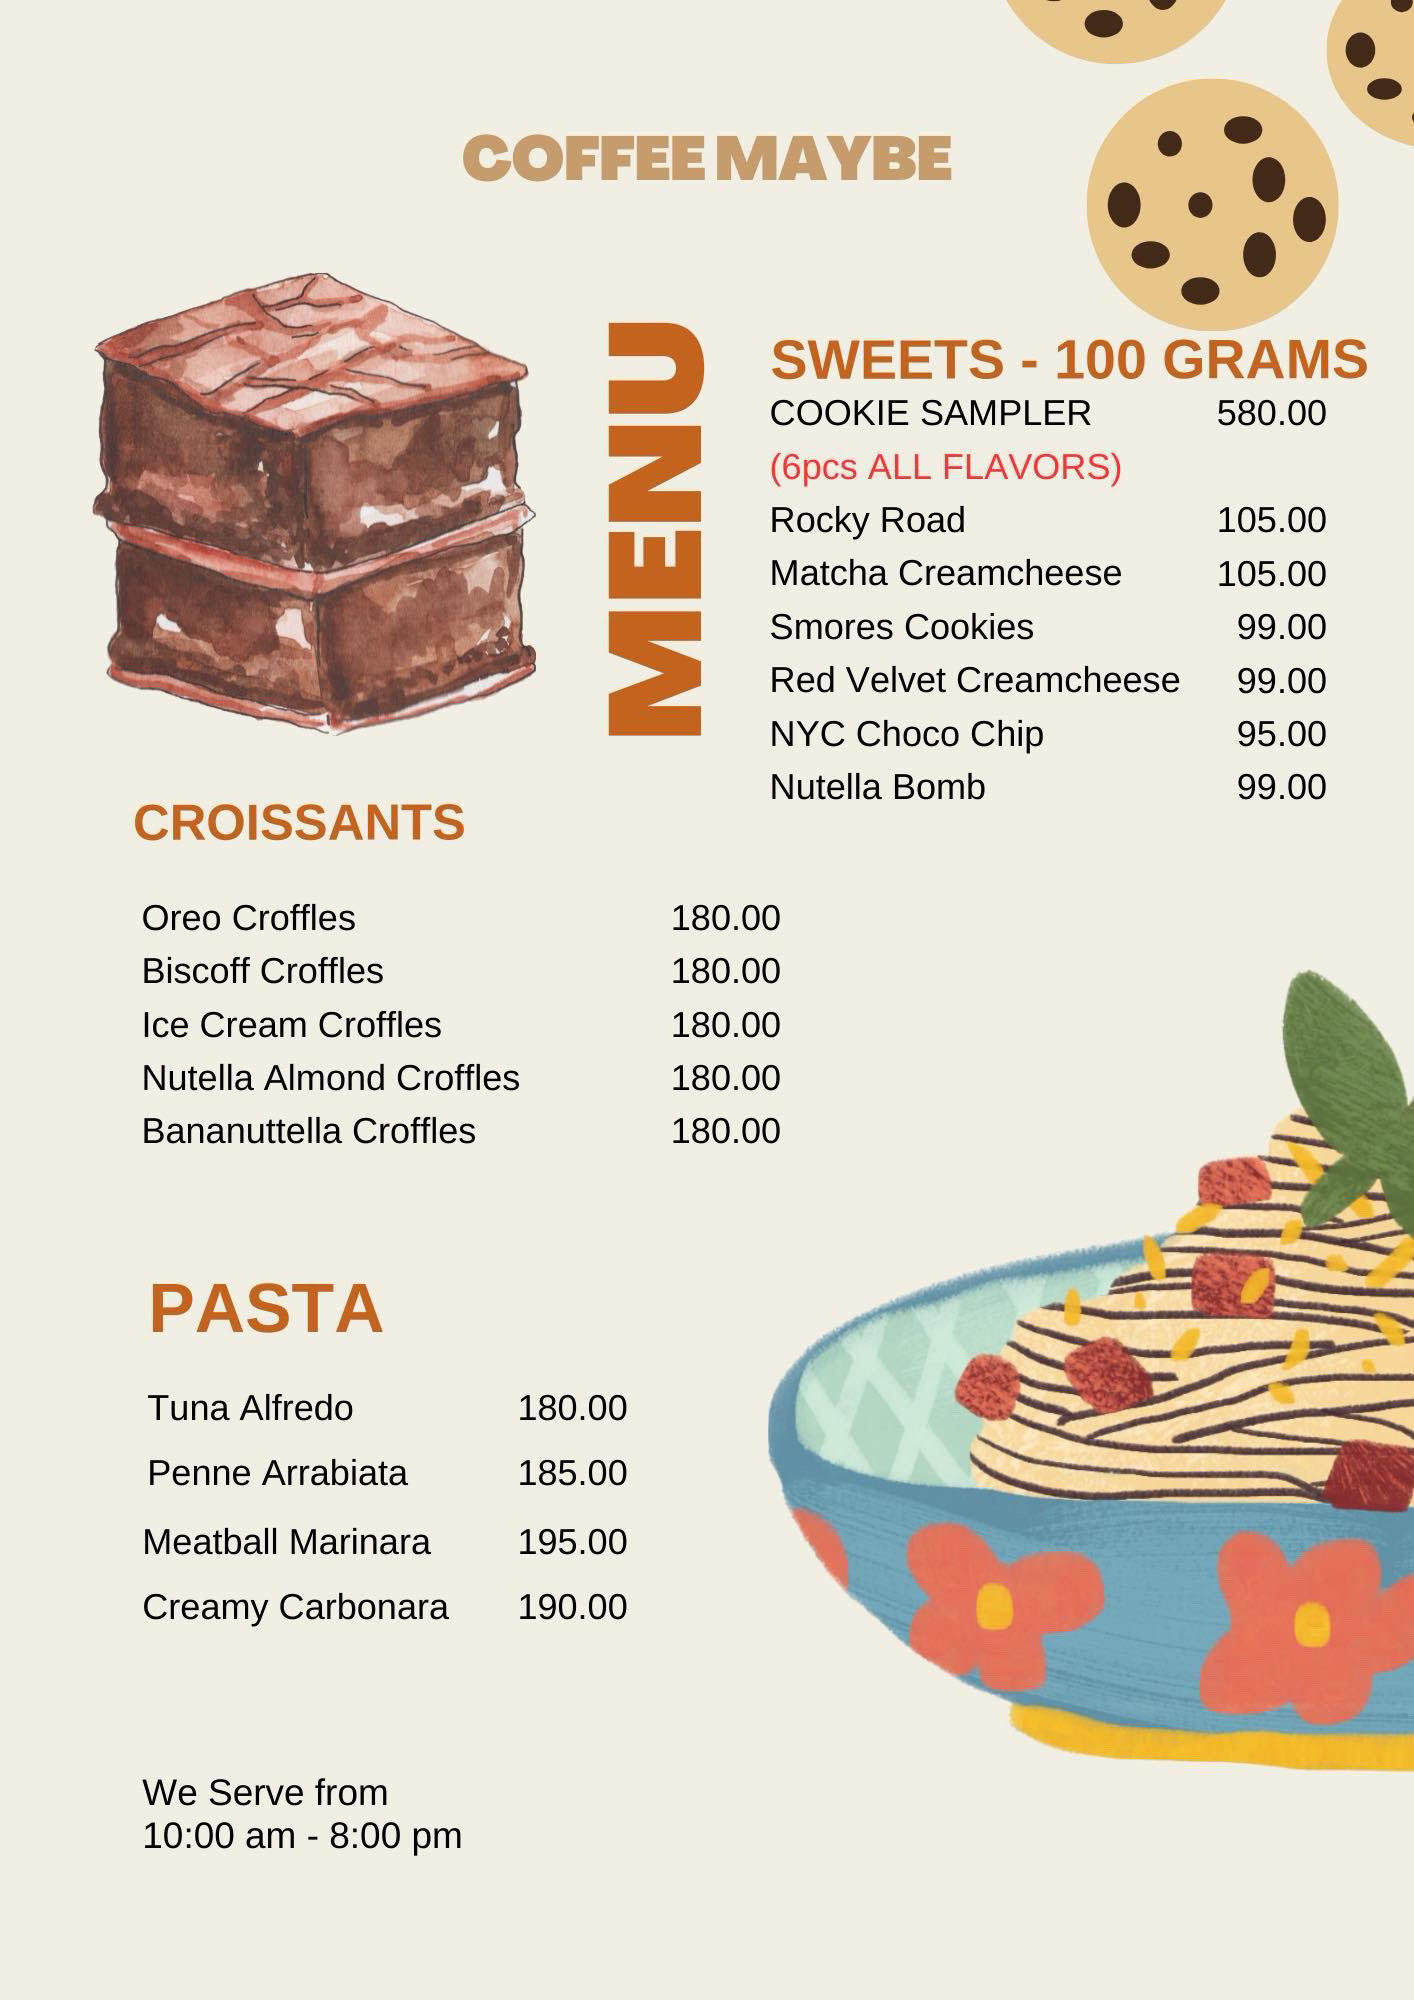 COFFEE MAYBE
MENU
SWEETS - 100 GRAMS
COOKIE SAMPLER 580.00
(6pcs ALL FLAVORS)
Rocky Road 105.00
Matcha Creamcheese 105.00
Smores Cookies 99.00
Red Velvet Creamcheese 99.00
NYC Choco Chip 95.00
Nutella Bomb 99.00
CROISSANTS
Oreo Croffles 180.00
Biscoff Croffles 180.00
Ice Cream Croffles 180.00
Nutella Almond Croffles 180.00
Bananuttella Croffles 180.00
PASTA
Tuna Alfredo 180.00
Penne Arrabiata 185.00
Meatball Marinara 195.00
Creamy Carbonara 190.00
We Serve from
10:00 am - 8:00 pm